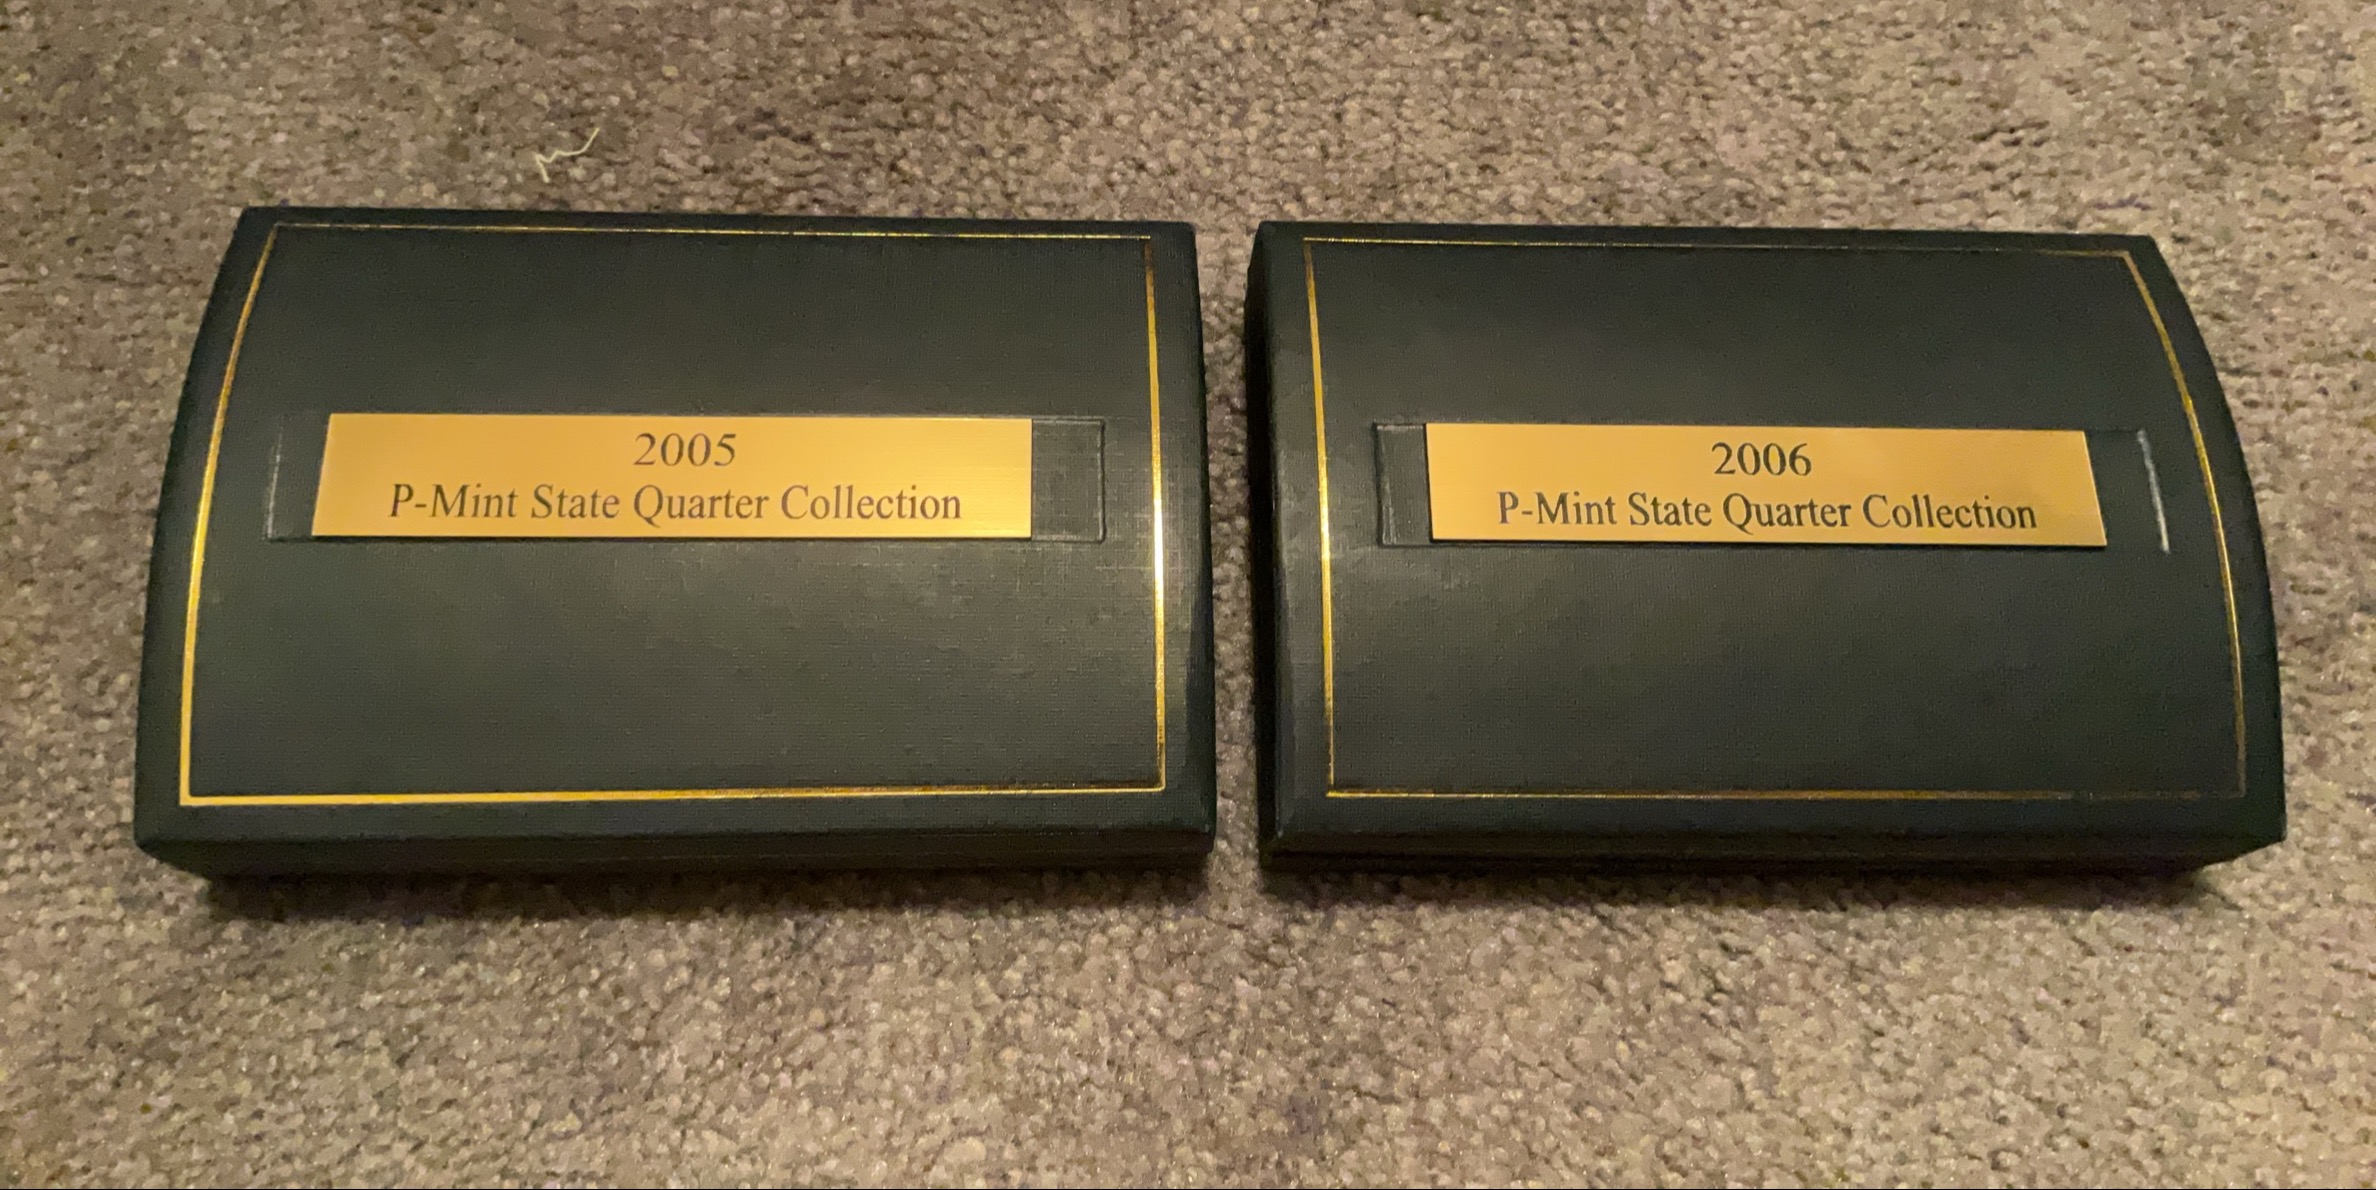 2005
P-Mint State Quarter Collection
2006
P-Mint State Quarter Collection